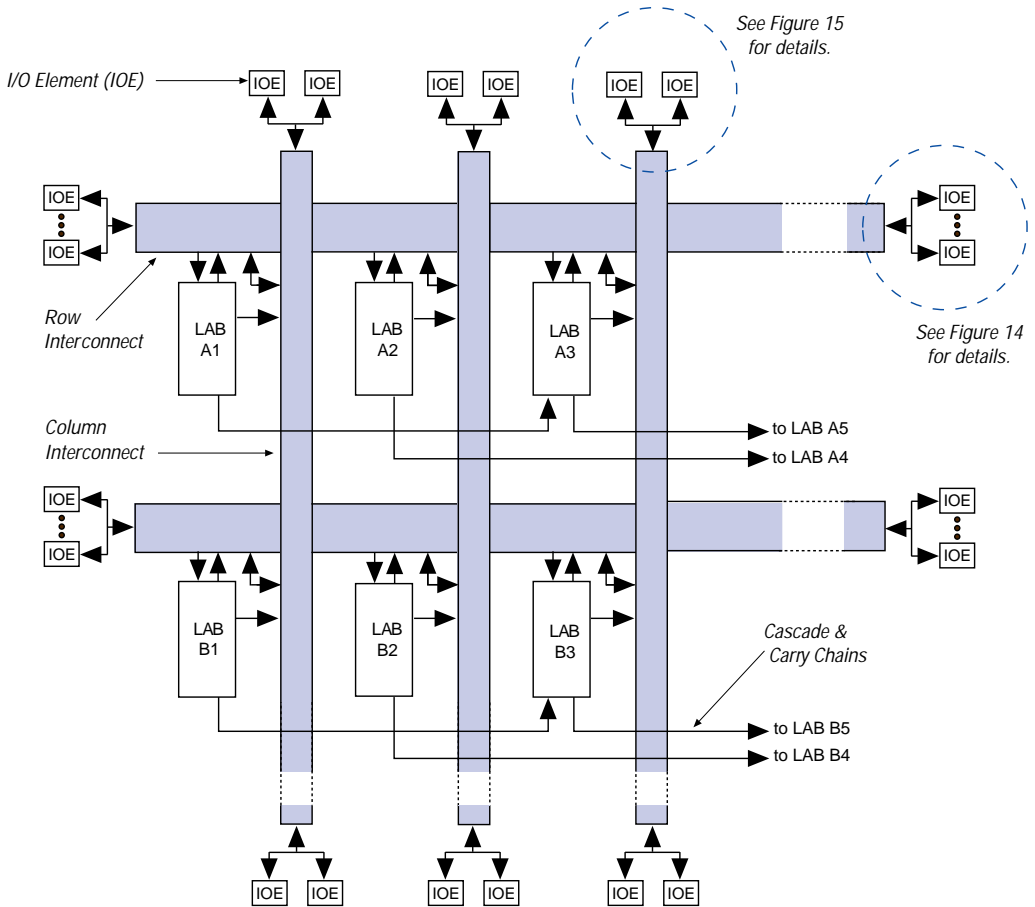 See Figure 15
for details.
I/O Element (IOE)
IOE
IOE
IOE
IOE
IOE
IOE
IOE
IOE
IOE
IOE
Row
Interconnect
LAB
A1
LAB
A2
LAB
A3
See Figure 14
for details.
Column
Interconnect
to LAB A5
to LAB A4
IOE
IOE
IOE
IOE
LAB
B1
LAB
B2
LAB
B3
Cascade &
Carry Chains
to LAB B5
to LAB B4
IOE
IOE
IOE
IOE
IOE
IOE